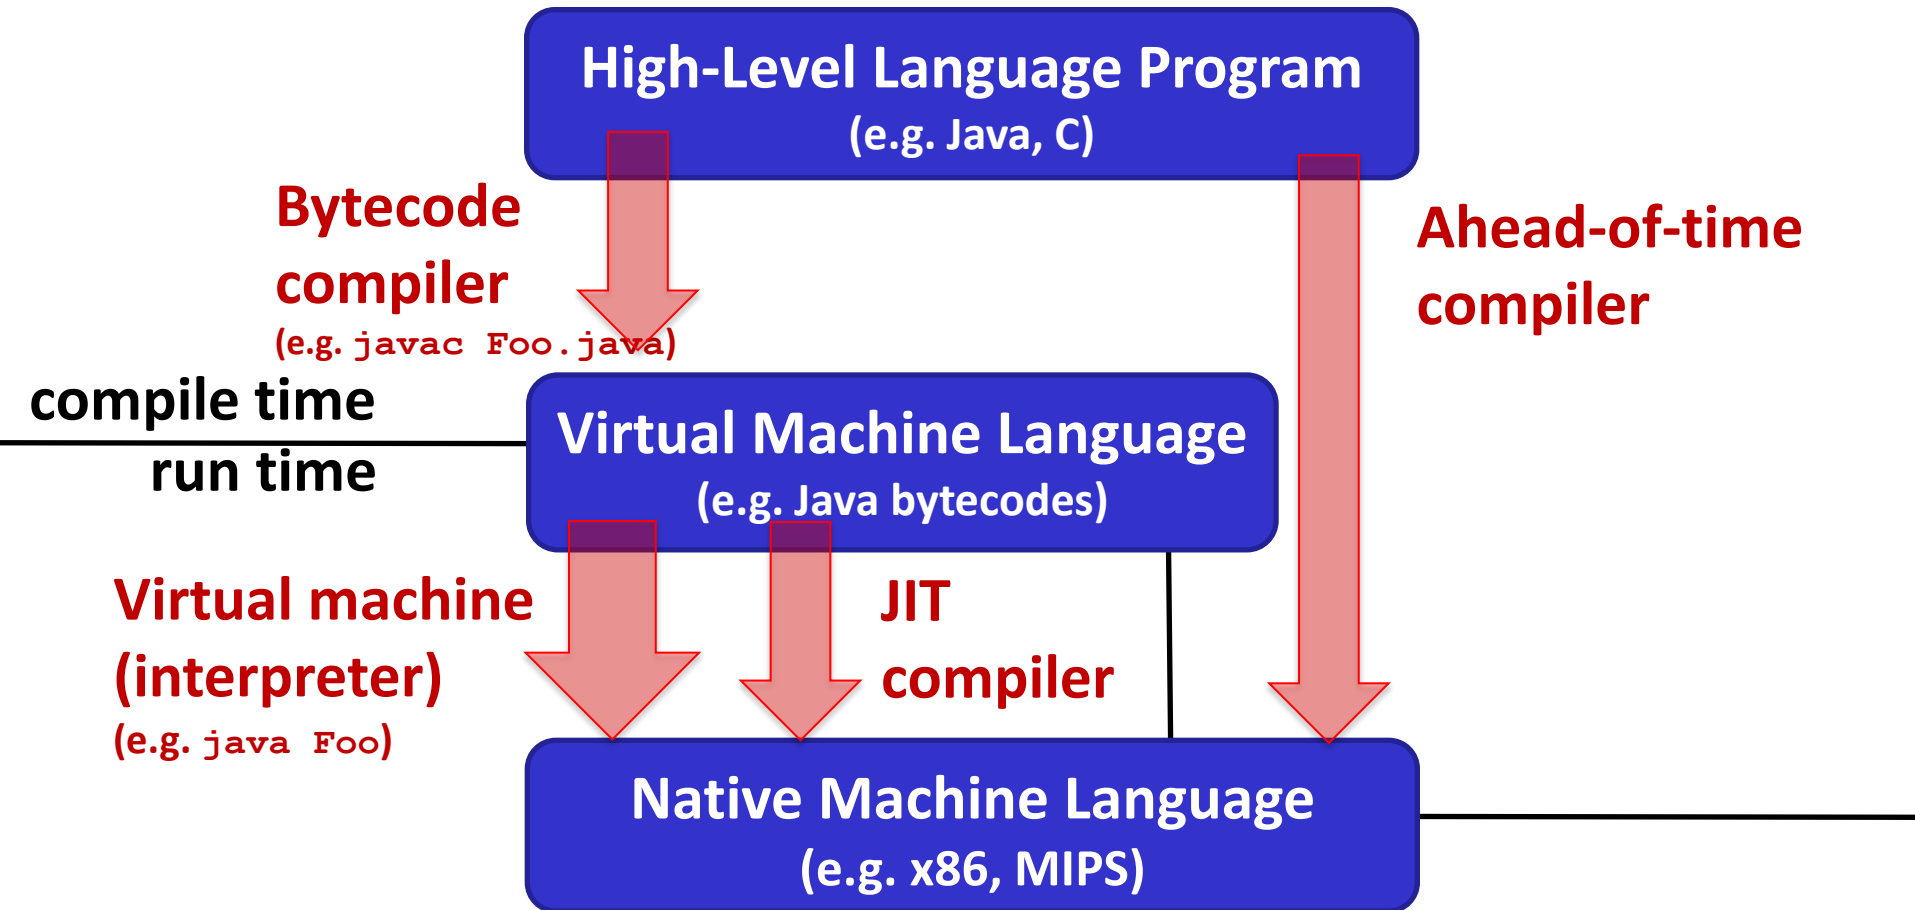 High-Level Language Program
(e.g. Java, C)
Bytecode
compiler
(e.g. javac Foo.java)
Ahead-of-time
compiler
compile time
run time
Virtual Machine Language
(e.g. Java bytecodes)
Virtual machine
(interpreter)
(e.g. java Foo)
JIT
compiler
Native Machine Language
(e.g. x86, MIPS)